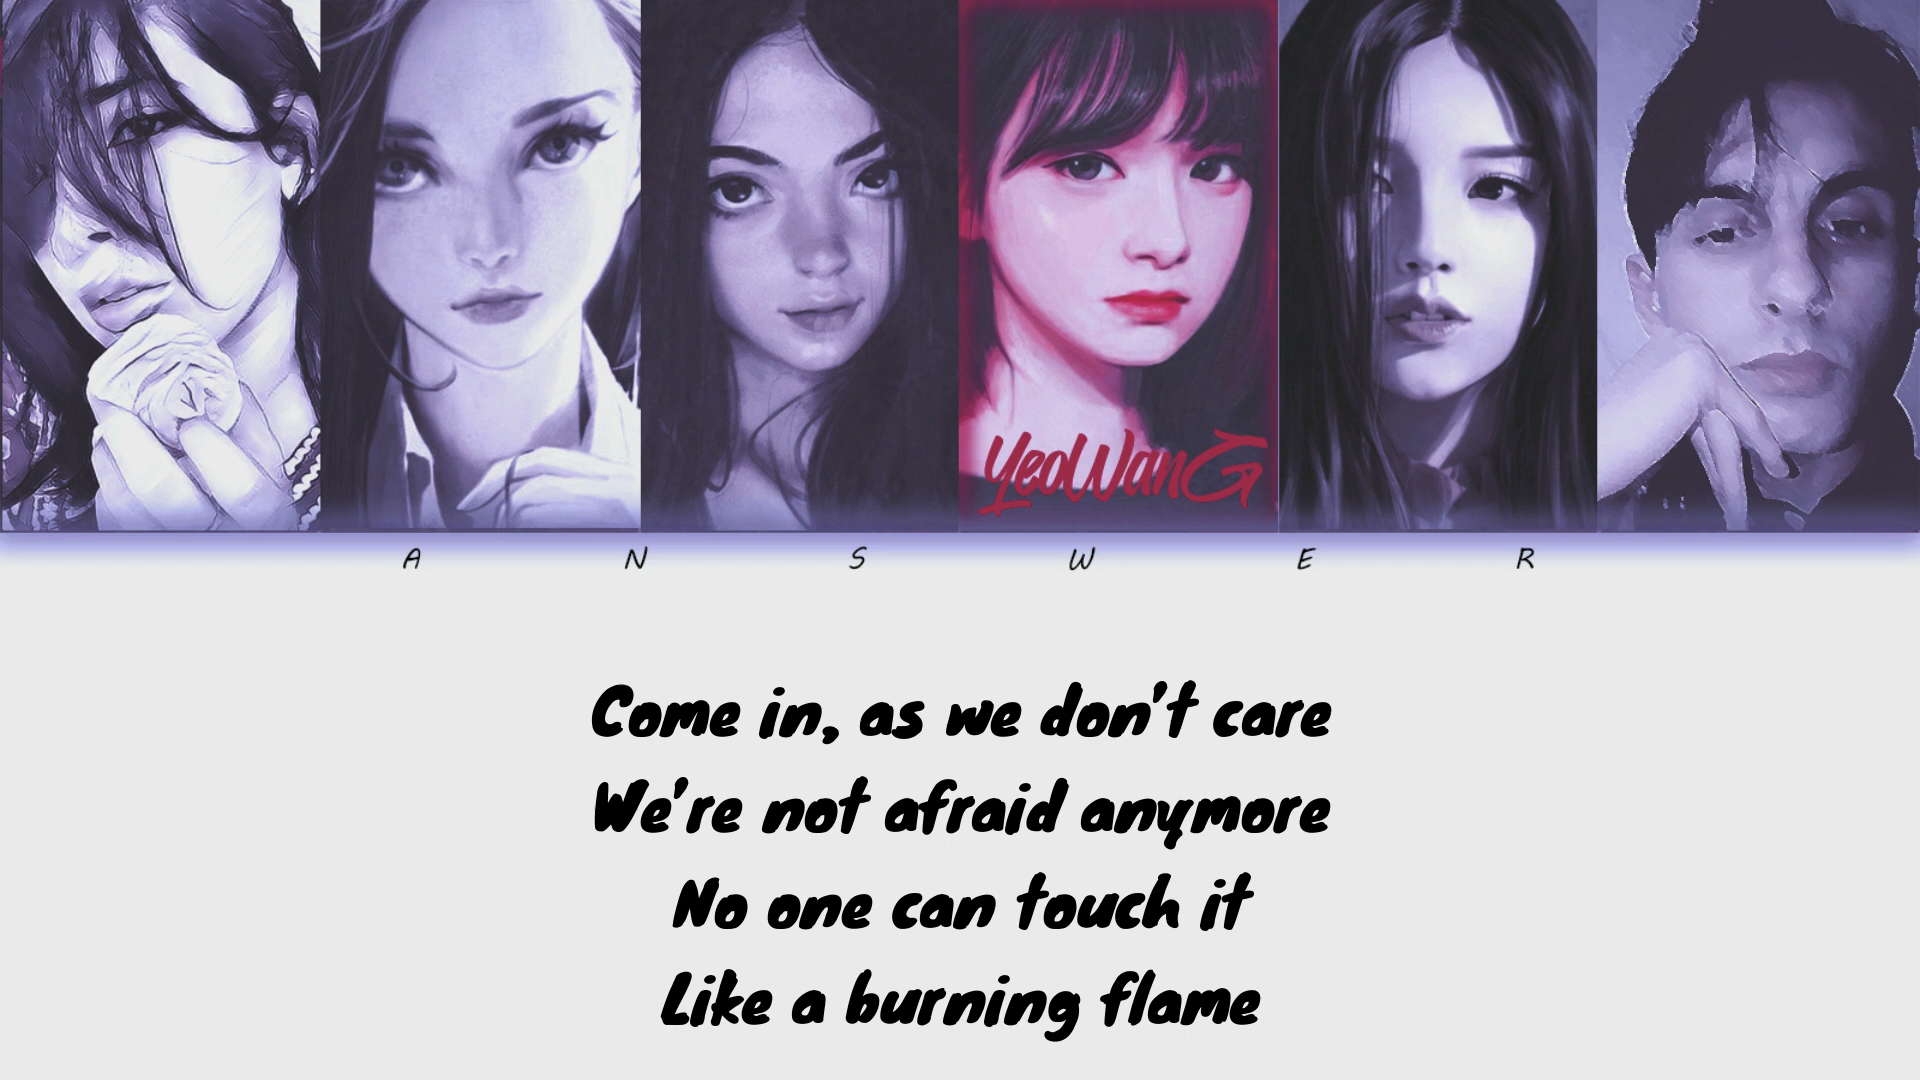 YeoWanG
A N S W E R
Come in, as we don't care
We're not afraid anymore
No one can touch it
Like a burning flame